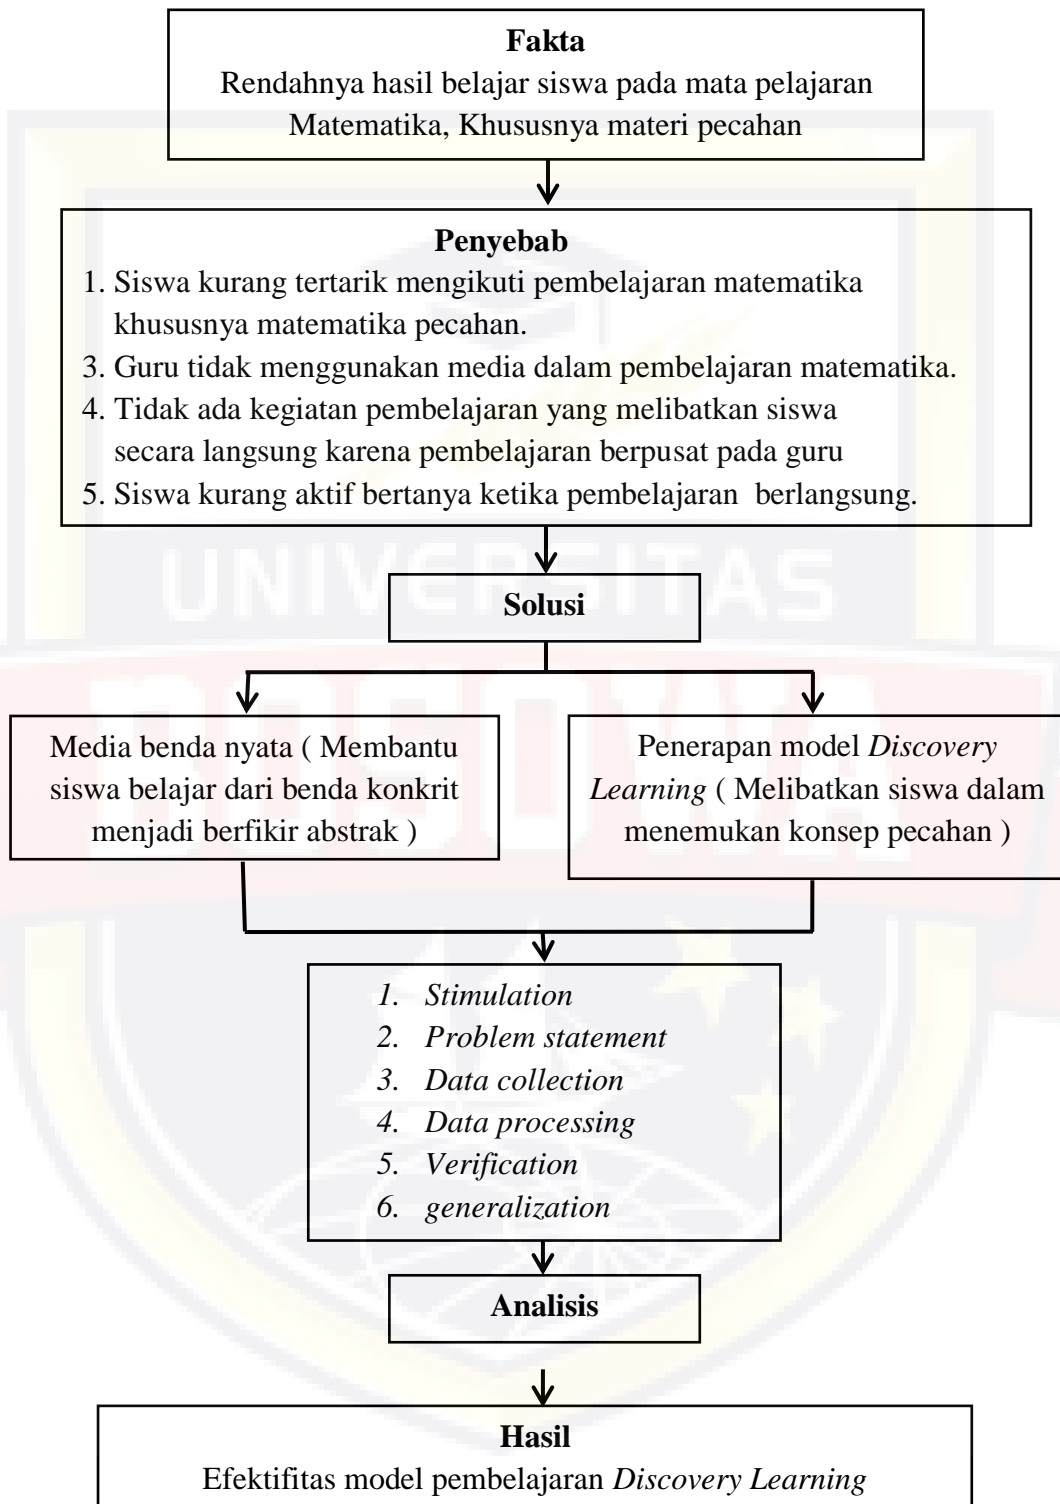 Fakta
Rendahnya hasil belajar siswa pada mata pelajaran
Matematika, Khususnya materi pecahan
Penyebab
1. Siswa kurang tertarik mengikuti pembelajaran matematika
khususnya matematika pecahan.
3. Guru tidak menggunakan media dalam pembelajaran matematika.
4. Tidak ada kegiatan pembelajaran yang melibatkan siswa
secara langsung karena pembelajaran berpusat pada guru
5. Siswa kurang aktif bertanya ketika pembelajaran  berlangsung.
UNIVERSITAS
Solusi
BOSOWA
Media benda nyata ( Membantu
siswa belajar dari benda konkrit
menjadi berfikir abstrak )
Penerapan model Discovery
Learning ( Melibatkan siswa dalam
menemukan konsep pecahan )
1. Stimulation
2. Problem statement
3. Data collection
4. Data processing
5. Verification
6. generalization
Analisis
Hasil
Efektifitas model pembelajaran Discovery Learning